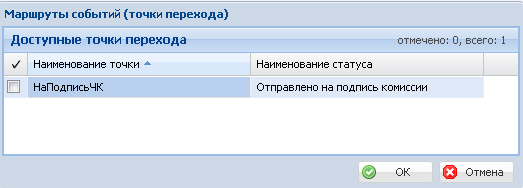 Маршруты событий (точки перехода)
Доступные точки перехода отмечено: 0, всего: 1
Наименование точки Наименование статуса
НаПодписьЧК Отправлено на подпись комиссии
ОК Отмена